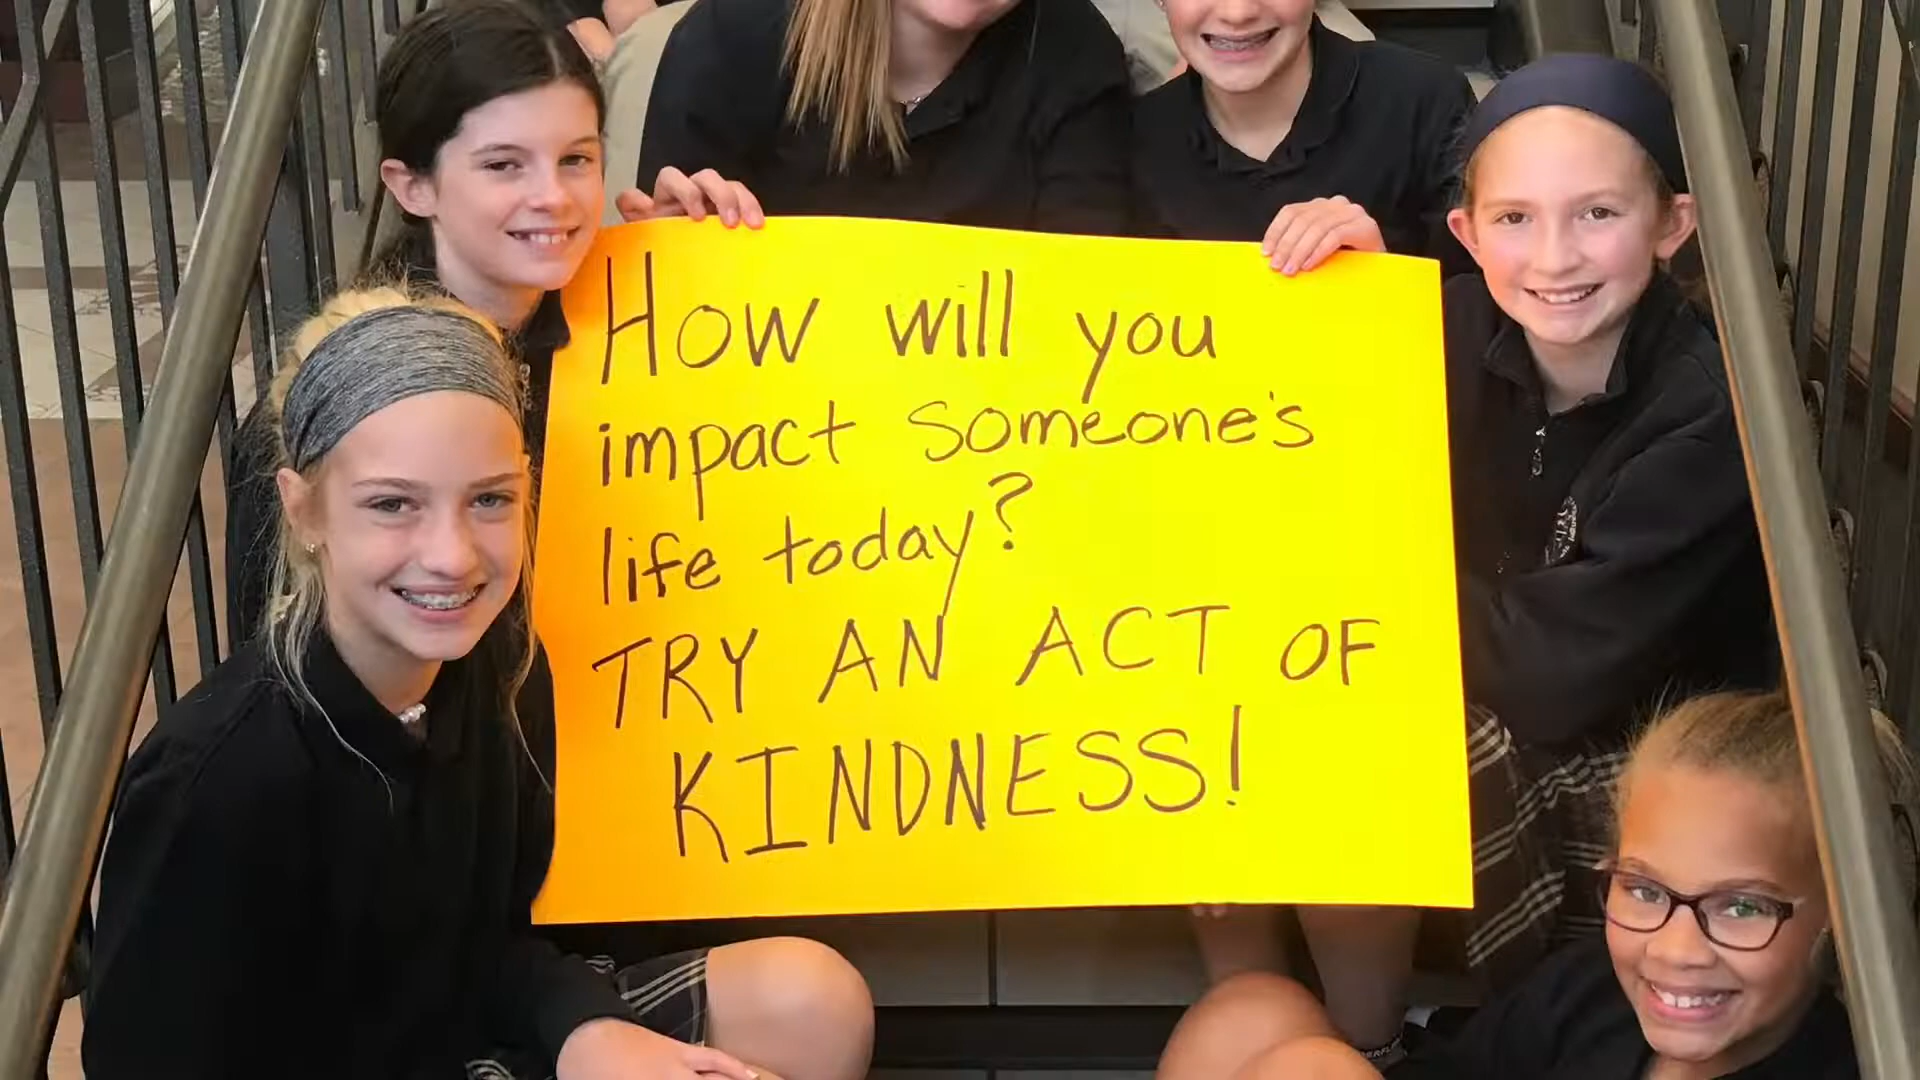 How will you
impact someone's
life today?
TRY AN ACT OF
KINDNESS!